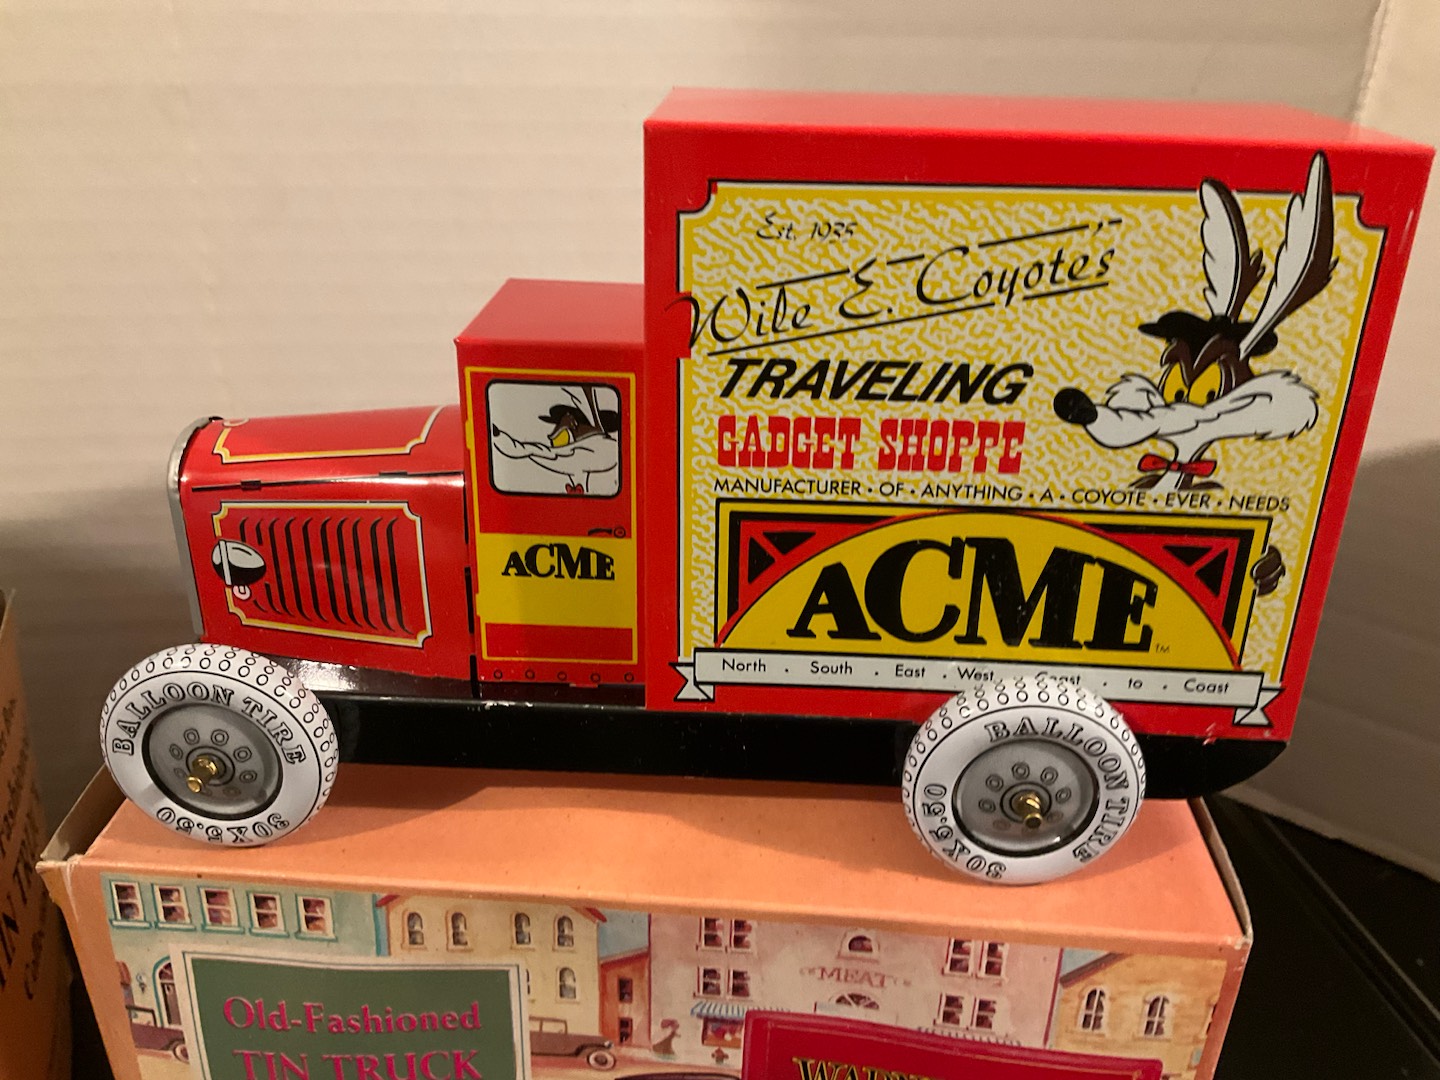 Est. 1935
Wile E. Coyote's
TRAVELING
GADGET SHOPPE
MANUFACTURER · OF · ANYTHING · A · COYOTE · EVER · NEEDS
ACME
ACME™
North . South . East . West . Coast . to . Coast
BALLOON TIRE
30X5.50
BALLOON TIRE
30X5.50
Old-Fashioned
TIN TRUCK
MEAT